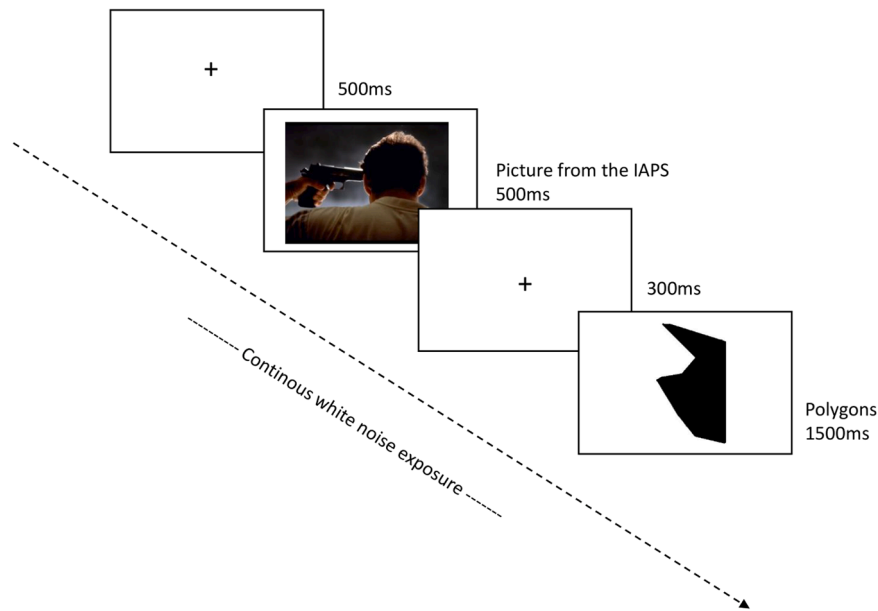 +
500ms
Picture from the IAPS
500ms
+
300ms
Polygons
1500ms
Continous white noise exposure